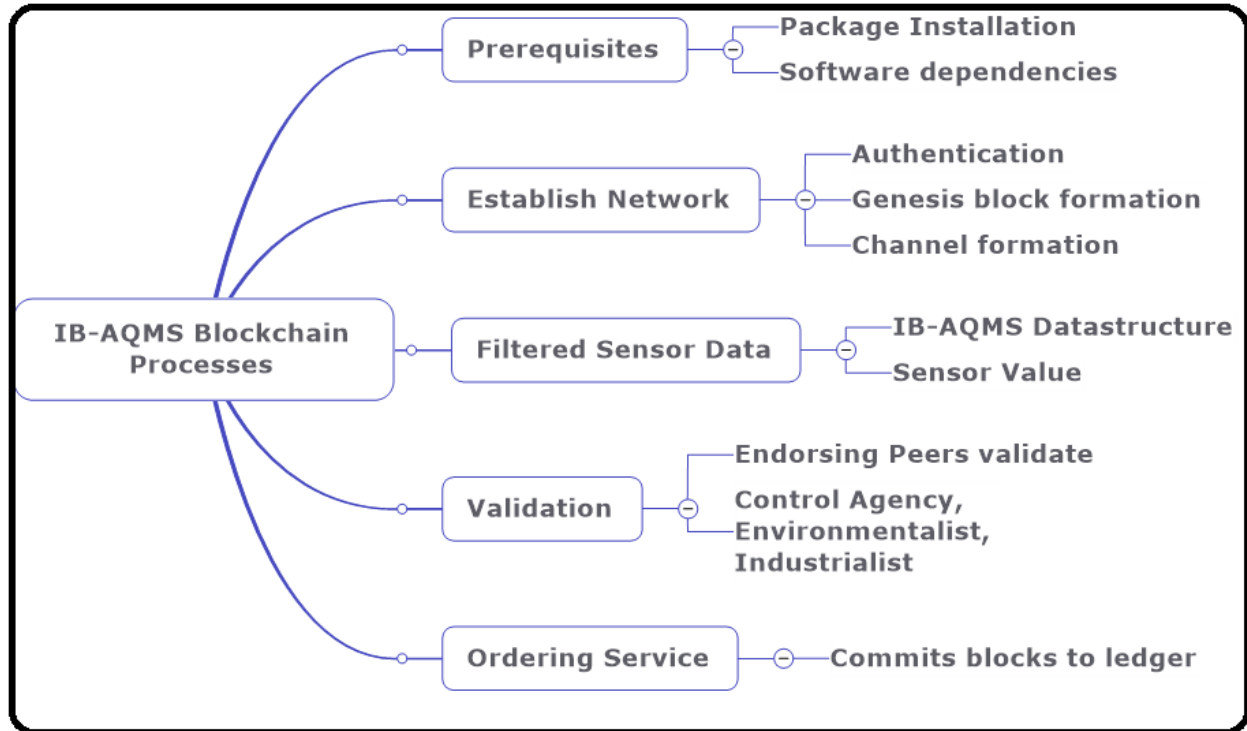 Prerequisites
Package Installation
Software dependencies
Establish Network
Authentication
Genesis block formation
Channel formation
IB-AQMS Blockchain
Processes
Filtered Sensor Data
IB-AQMS Datastructure
Sensor Value
Validation
Endorsing Peers validate
Control Agency,
Environmentalist,
Industrialist
Ordering Service
Commits blocks to ledger